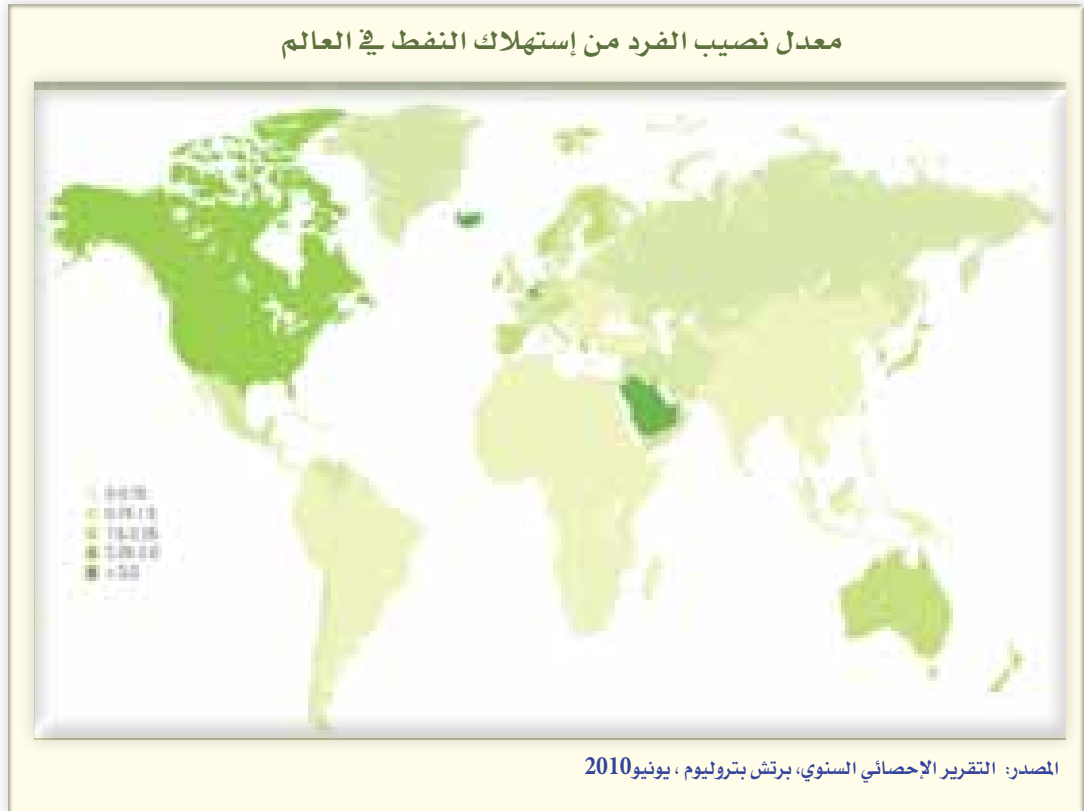 معدل نصيب الفرد من إستهلاك النفط في العالم
المصدر: التقرير الإحصائي السنوي، برتش بتروليوم ، يونيو2010